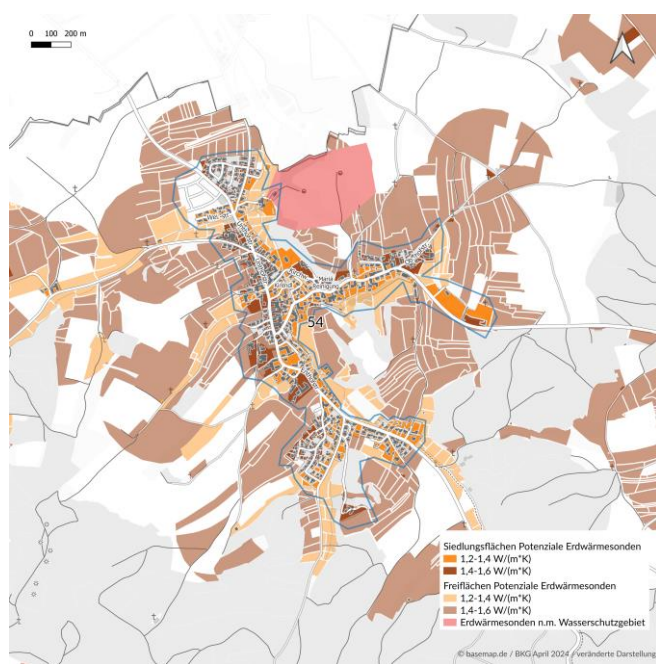 0 100 200 m
54
Siedlungsflächen Potenziale Erdwärmesonden
1,2-1,4 W/(m*K)
1,4-1,6 W/(m*K)
Freiflächen Potenziale Erdwärmesonden
1,2-1,4 W/(m*K)
1,4-1,6 W/(m*K)
Erdwärmesonden n.m. Wasserschutzgebiet
© basemap.de / BKG April 2024 - veränderte Darstellung